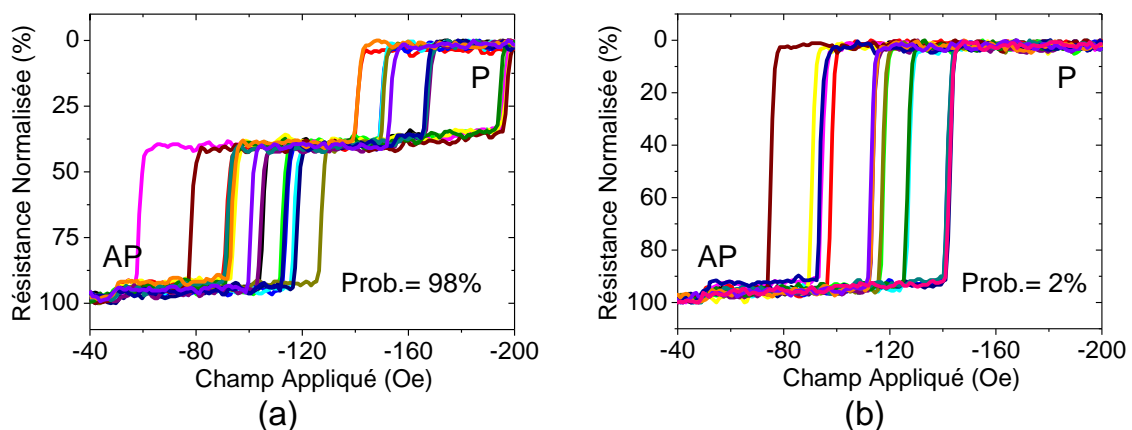 Résistance Normalisée (%)
0
25
50
75
100
P
AP
Prob.= 98%
-40
-80
-120
-160
-200
Champ Appliqué (Oe)
(a)
Résistance Normalisée (%)
0
20
40
60
80
100
P
AP
Prob.= 2%
-40
-80
-120
-160
-200
Champ Appliqué (Oe)
(b)